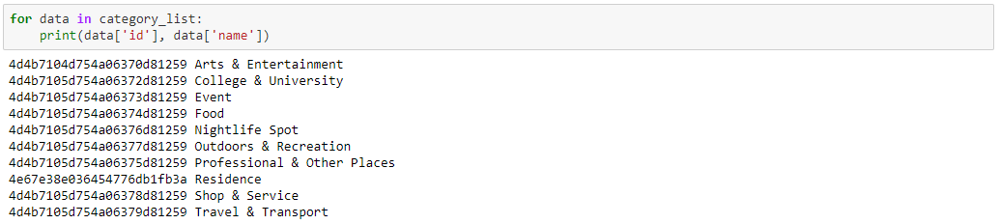 for data in category_list:
    print(data['id'], data['name'])
4d4b7104d754a06370d81259 Arts & Entertainment
4d4b7105d754a06372d81259 College & University
4d4b7105d754a06373d81259 Event
4d4b7105d754a06374d81259 Food
4d4b7105d754a06376d81259 Nightlife Spot
4d4b7105d754a06377d81259 Outdoors & Recreation
4d4b7105d754a06375d81259 Professional & Other Places
4e67e38e036454776db1fb3a Residence
4d4b7105d754a06378d81259 Shop & Service
4d4b7105d754a06379d81259 Travel & Transport